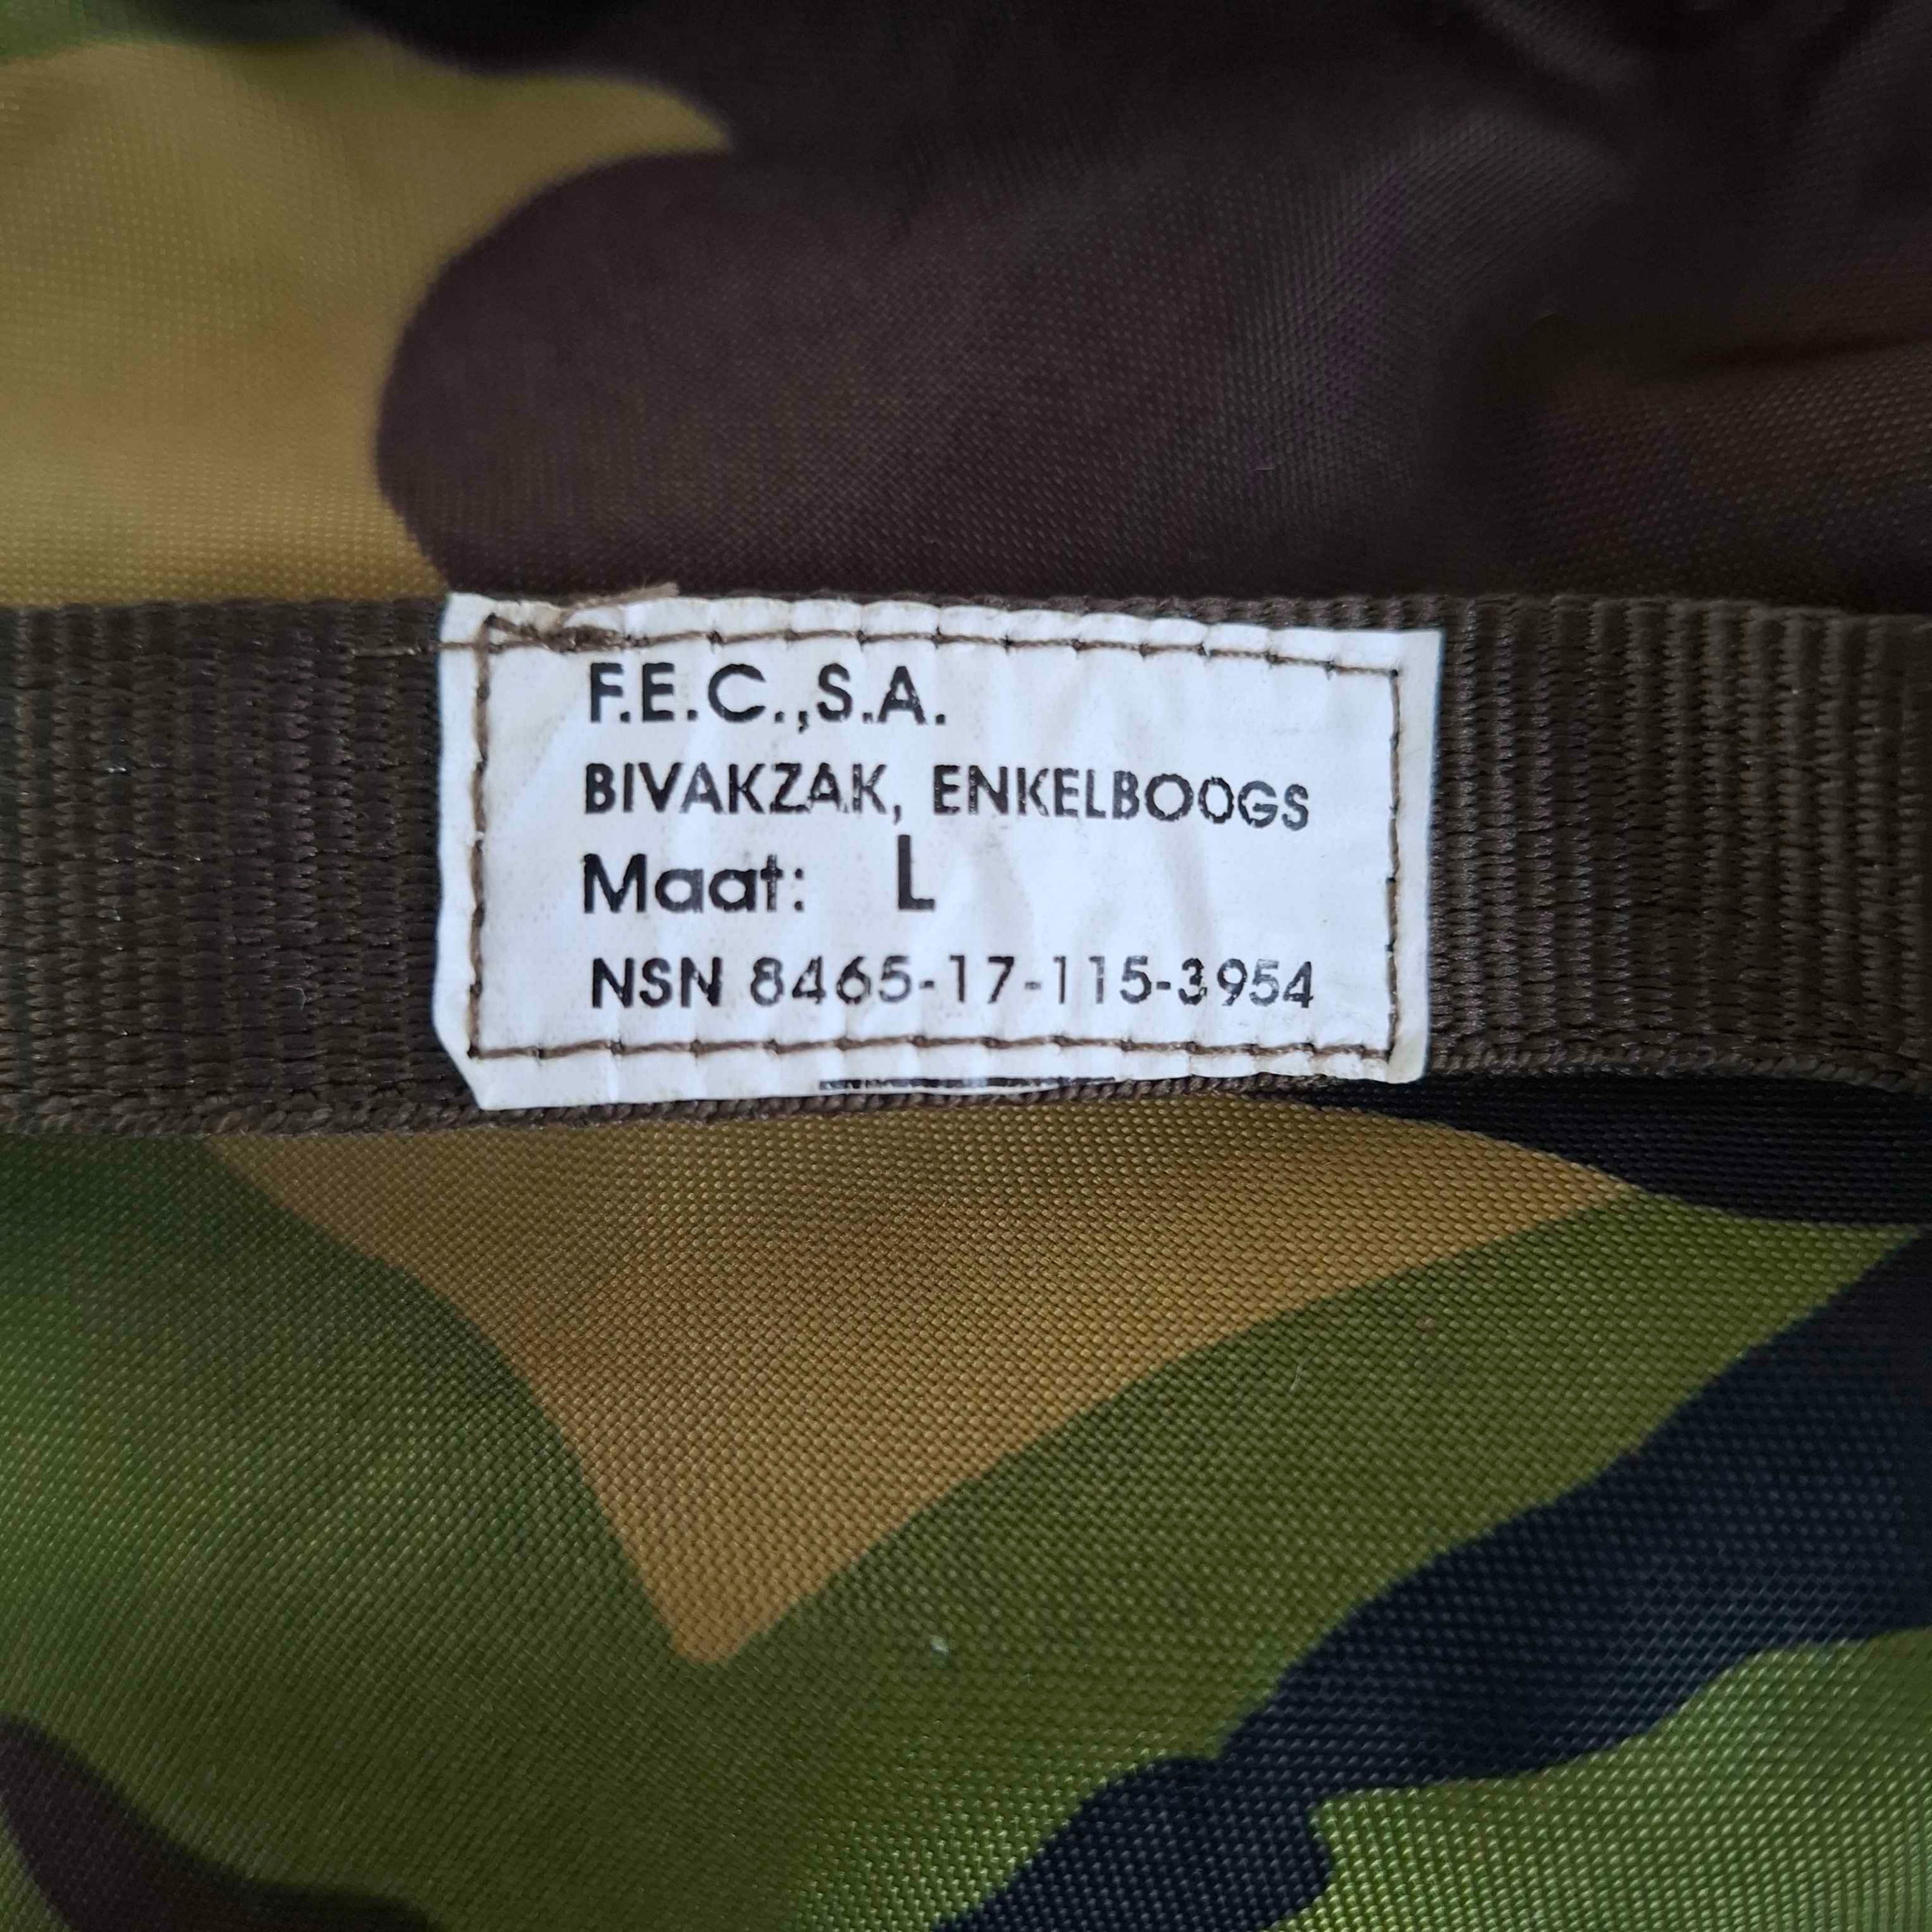 F.E.C.,S.A.
BIVAKZAK, ENKELBOOGS
Maat: L
NSN 8465-17-115-3954